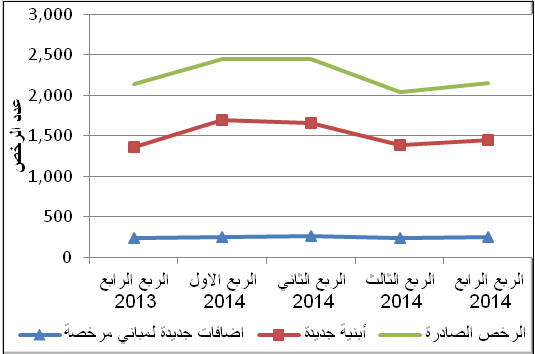 3,000
2,500
2,000
1,500
1,000
500
0
عدد الرخص
الربع الرابع
2013
الربع الاول
2014
الربع الثاني
2014
الربع الثالث
2014
الربع الرابع
2014
اضافات جديدة لمباني مرخصة
أبنية جديدة
الرخص الصادرة